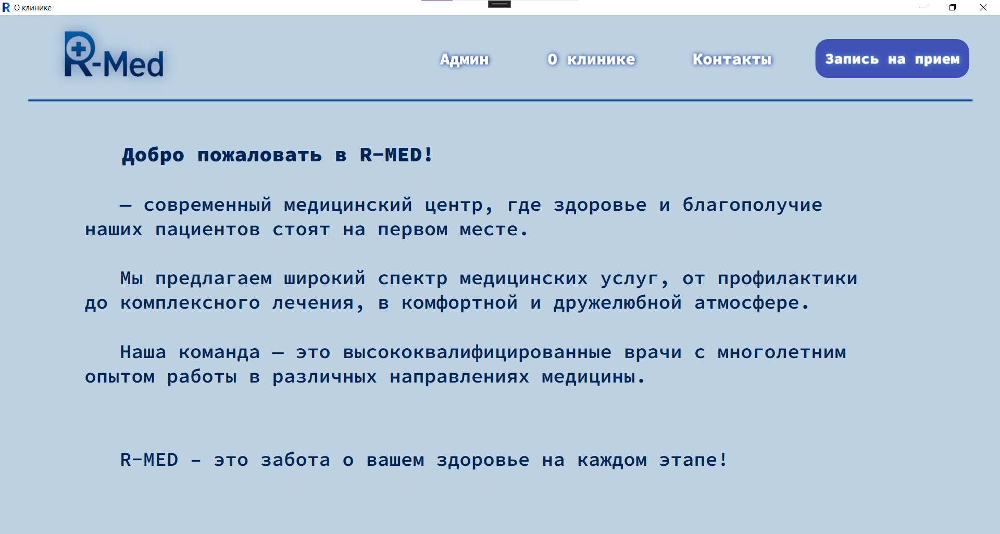 О клинике
R-Med
Админ
О клинике
Контакты
Запись на прием
Добро пожаловать в R-MED!
— современный медицинский центр, где здоровье и благополучие
наших пациентов стоят на первом месте.
Мы предлагаем широкий спектр медицинских услуг, от профилактики
до комплексного лечения, в комфортной и дружелюбной атмосфере.
Наша команда — это высококвалифицированные врачи с многолетним
опытом работы в различных направлениях медицины.
R-MED – это забота о вашем здоровье на каждом этапе!